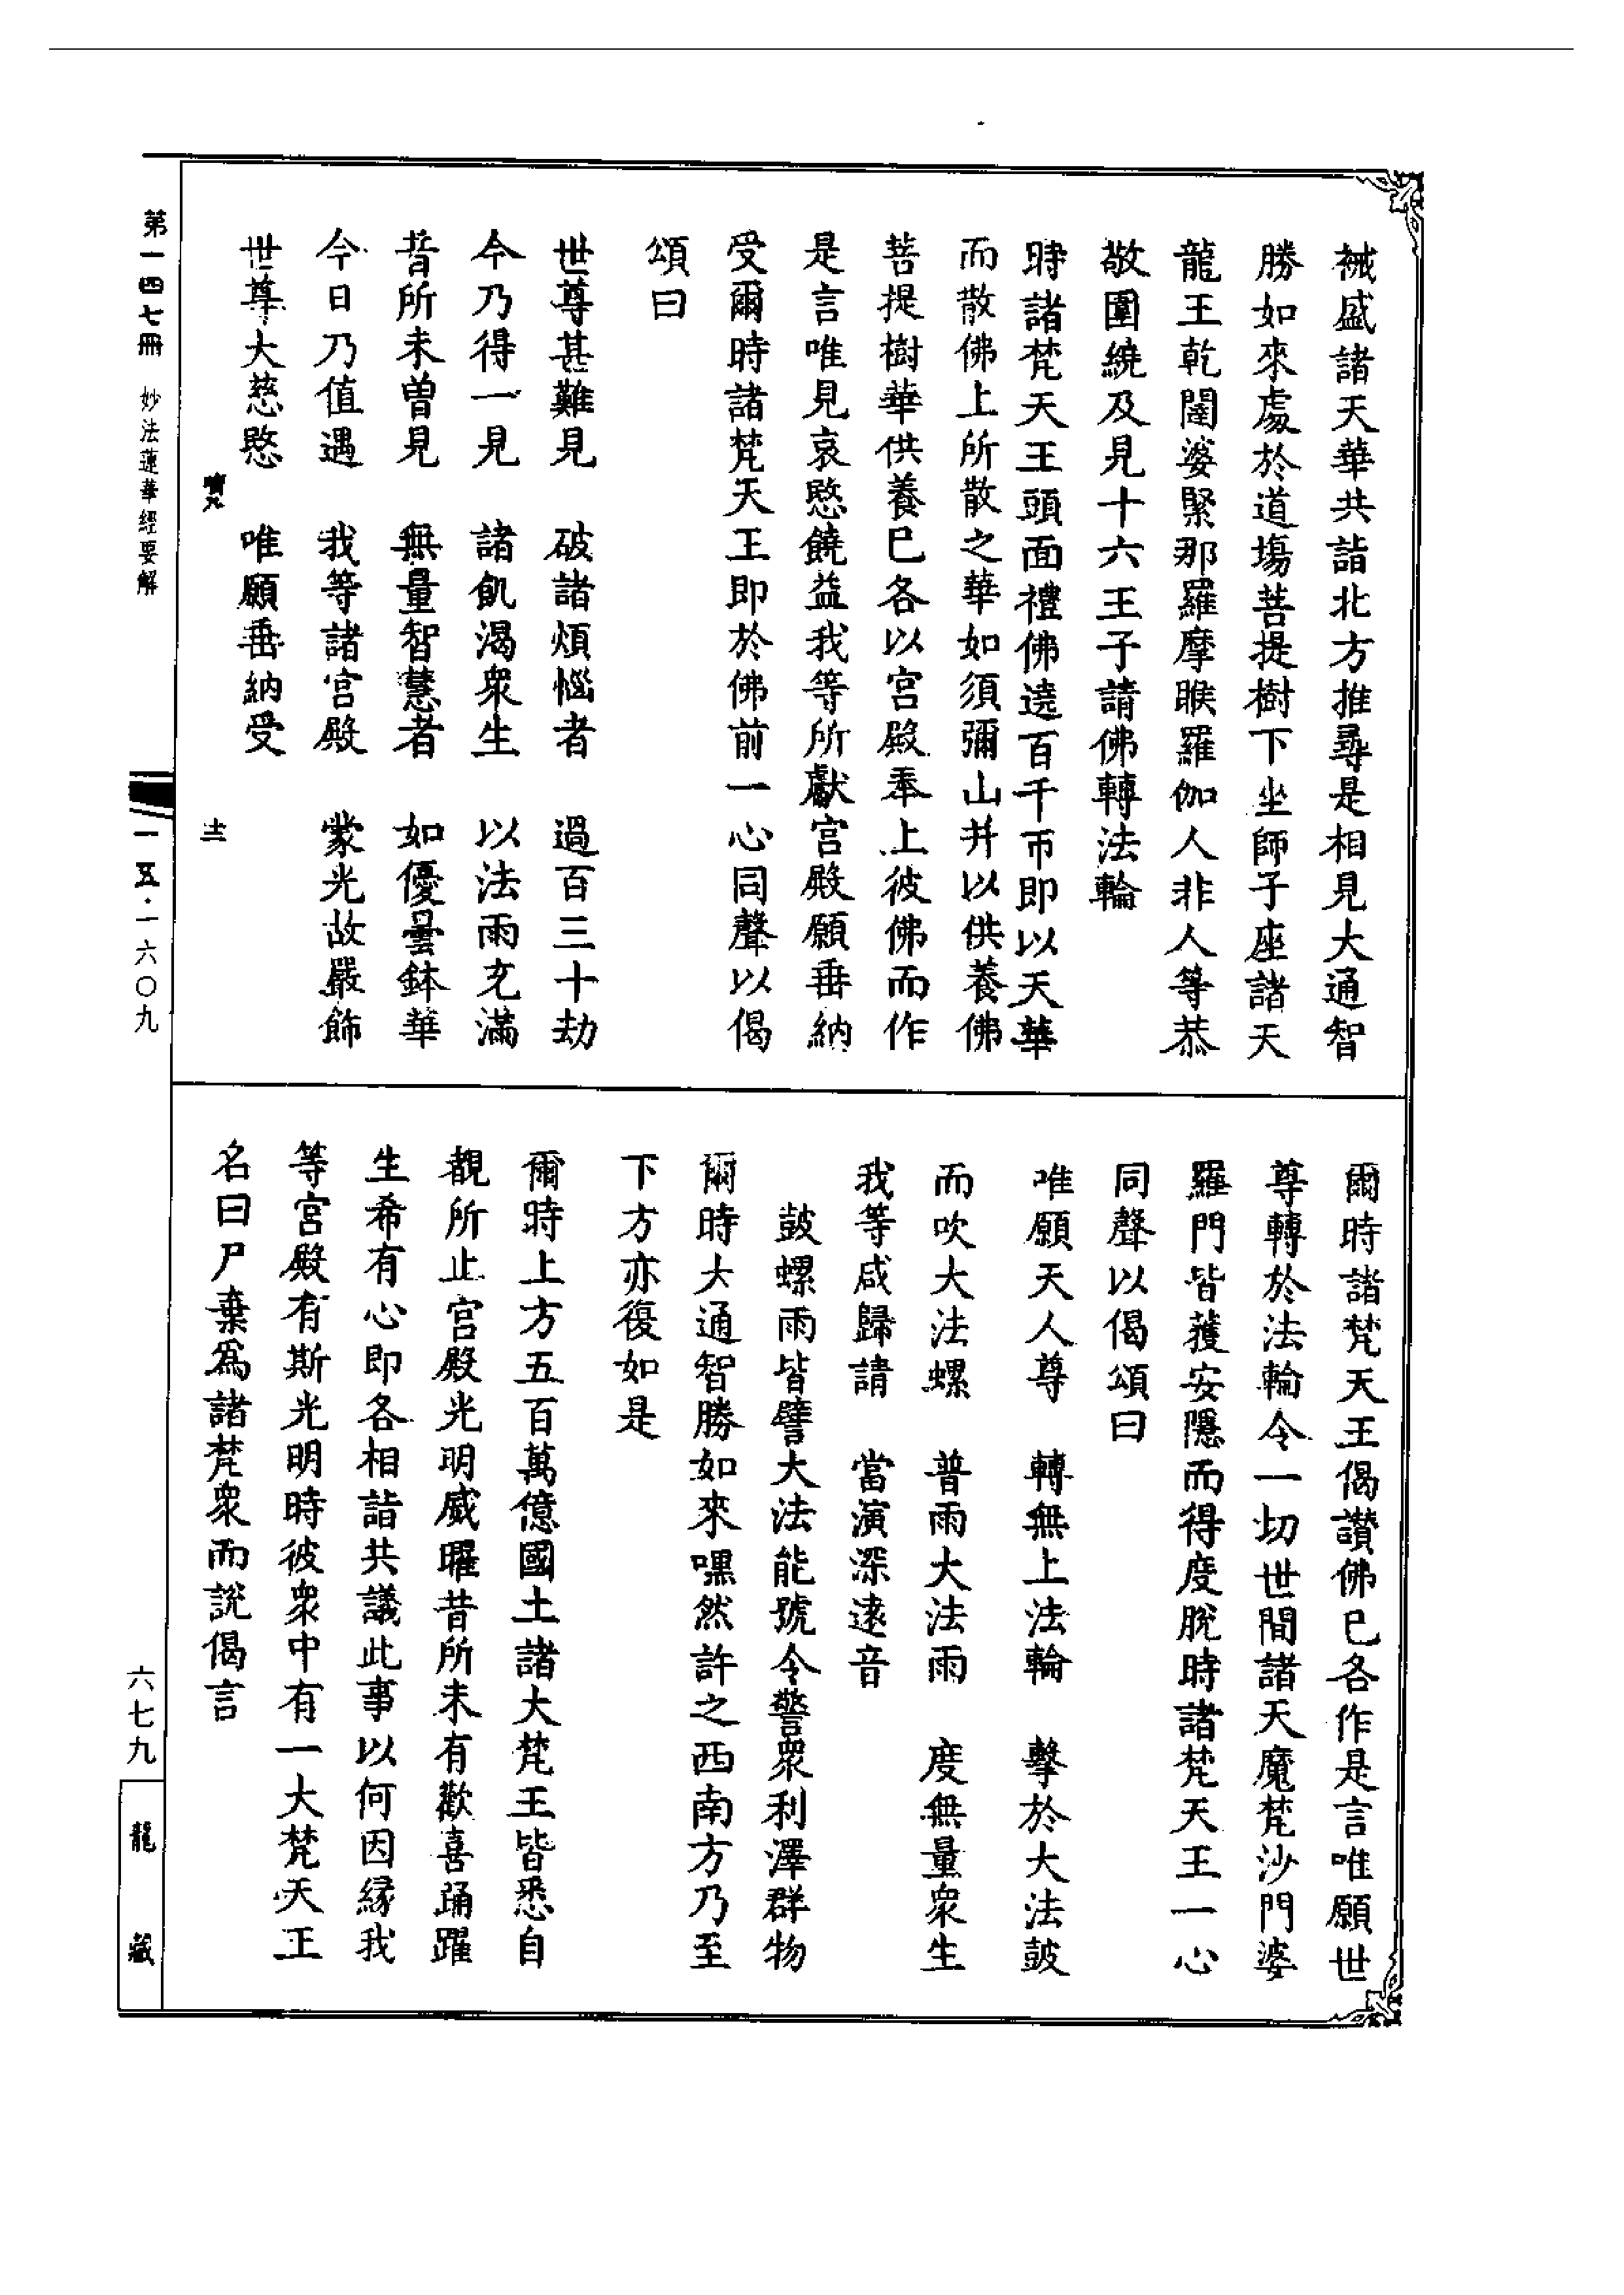 祴盛諸天華共詣北方推尋是相見大通智
勝如來處於道場菩提樹下坐師子座諸天
龍王乾闥婆緊那羅摩睺羅伽人非人等恭
敬圍繞及見十六王子請佛轉法輪
時諸梵天王頭面禮佛遶百千帀即以天華
而散佛上所散之華如須彌山并以供養佛
菩提樹華供養已各以宮殿奉上彼佛而作
是言唯見哀愍饒益我等所獻宮殿願垂納
受爾時諸梵天王即於佛前一心同聲以偈
頌曰
世尊甚難見　破諸煩惱者　過百三十劫
今乃得一見　諸飢渴眾生　以法雨充滿
昔所未曾見　無量智慧者　如優曇鉢華
今日乃值遇　我等諸宮殿　蒙光故嚴飾
世尊大慈愍　唯願垂納受
爾時諸梵天王偈讚佛已各作是言唯願世
尊轉於法輪令一切世間諸天魔梵沙門婆
羅門皆獲安隱而得度脫時諸梵天王一心
同聲以偈頌曰
唯願天人尊　轉無上法輪　擊於大法鼓
而吹大法螺　普雨大法雨　度無量眾生
我等咸歸請　當演深遠音
鼓螺雨皆譬大法能號令警眾利澤群物
爾時大通智勝如來嘿然許之西南方乃至
下方亦復如是
爾時上方五百萬億國土諸大梵王皆悉自
覩所止宮殿光明威曜昔所未有歡喜踊躍
生希有心即各相詣共議此事以何因緣我
等宮殿有斯光明時彼眾中有一大梵天王
名曰尸棄為諸梵眾而說偈言
第一四七冊　妙法蓮華經要解
一五·一六〇九
六七九
龍藏